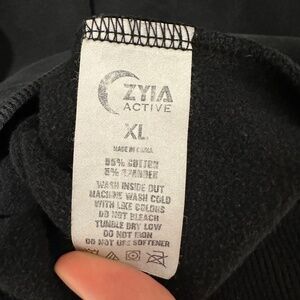 ZYIA
ACTIVE
XL
MADE IN CHINA
95% COTTON
5% SPANDEX
WASH INSIDE OUT
MACHINE WASH COLD
WITH LIKE COLORS
DO NOT BLEACH
TUMBLE DRY LOW
DO NOT IRON
DO NOT USE SOFTENER